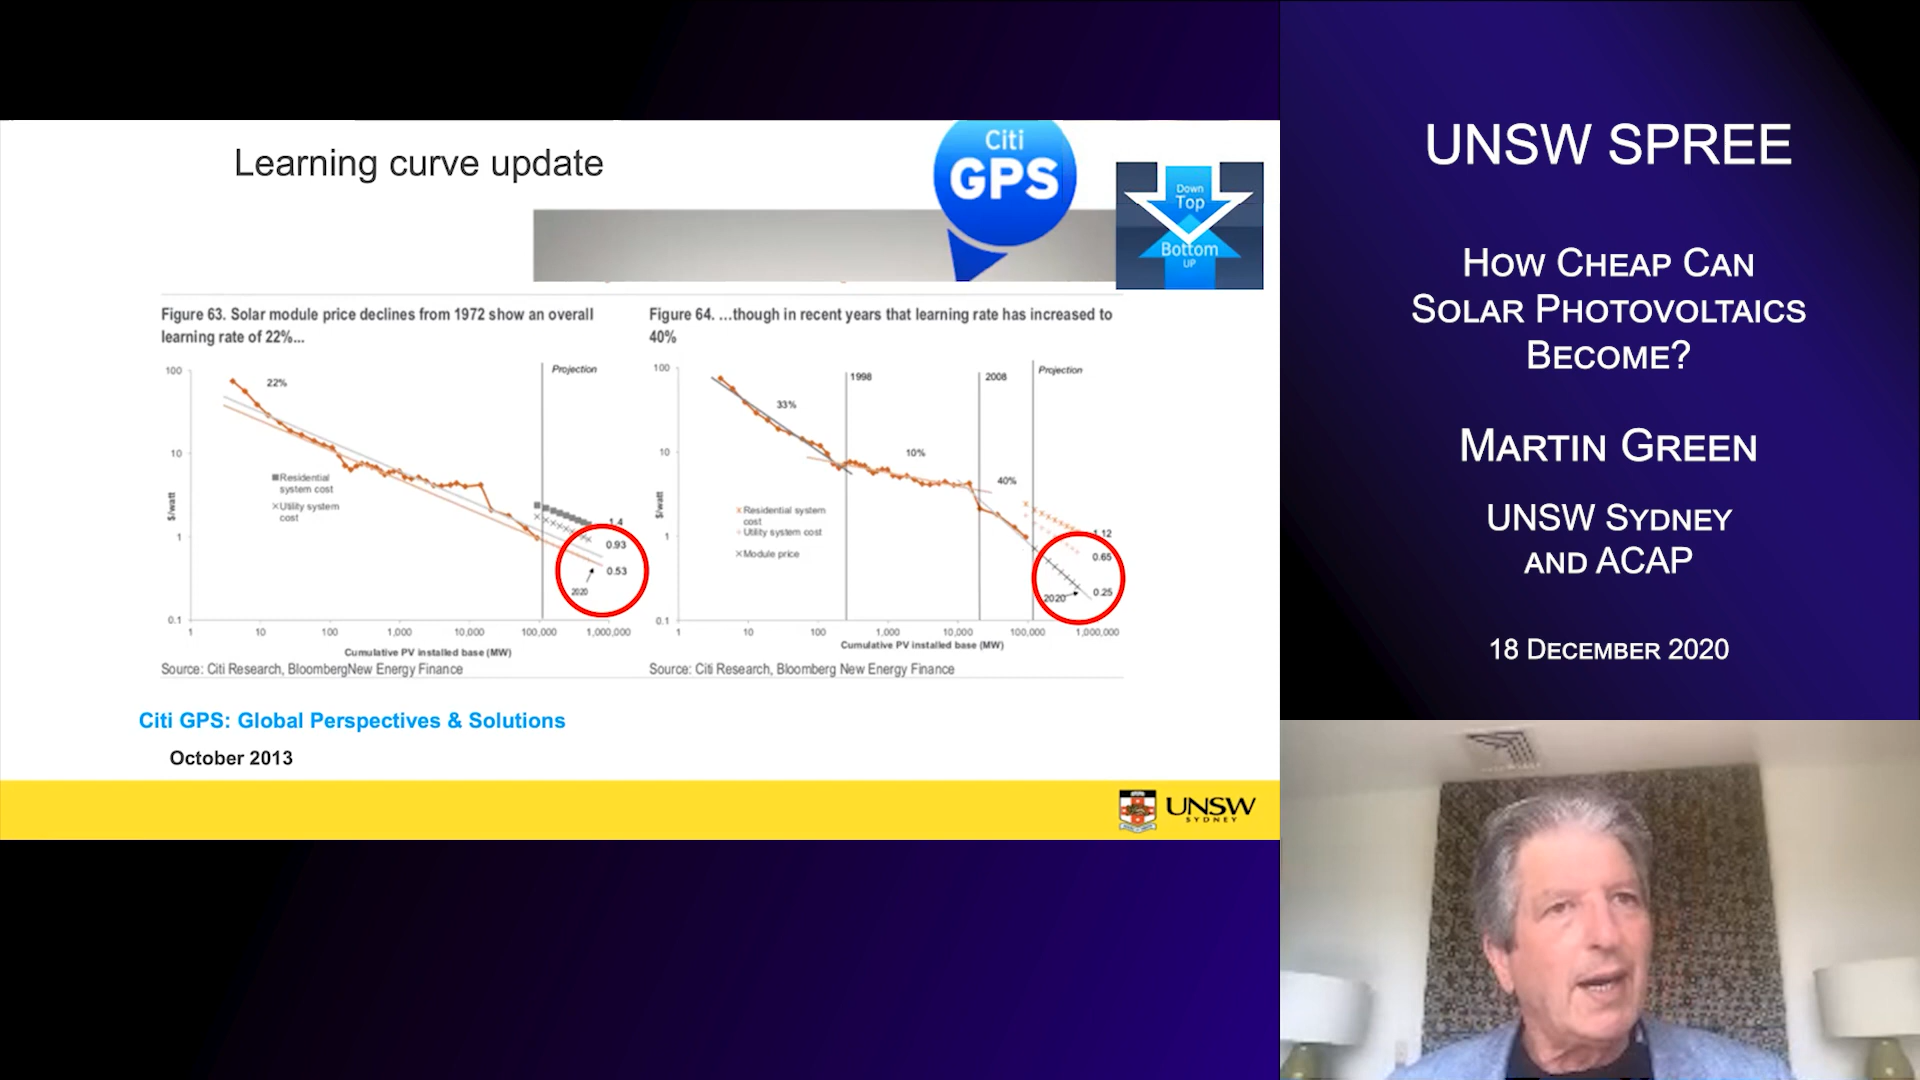 Learning curve update
Citi
GPS
Down
Top
Bottom
UP
Figure 63. Solar module price declines from 1972 show an overall
learning rate of 22%...
100
22%
Projection
10
■Residential
system cost
×Utility system
cost
$/watt
1
1.4
0.93
0.53
2020
0.1
1 10 100 1,000 10,000 100,000 1,000,000
Cumulative PV installed base (MW)
Source: Citi Research, BloombergNew Energy Finance
Figure 64. ...though in recent years that learning rate has increased to
40%
100
1998
2008
Projection
33%
10
10%
40%
×Residential system
cost
+Utility system cost
×Module price
$/watt
1
1.12
0.65
0.25
2020
0.1
1 10 100 1,000 10,000 100,000 1,000,000
Cumulative PV installed base (MW)
Source: Citi Research, Bloomberg New Energy Finance
Citi GPS: Global Perspectives & Solutions
October 2013
UNSW
SYDNEY
UNSW SPREE
How Cheap Can
Solar Photovoltaics
Become?
Martin Green
UNSW Sydney
and ACAP
18 December 2020